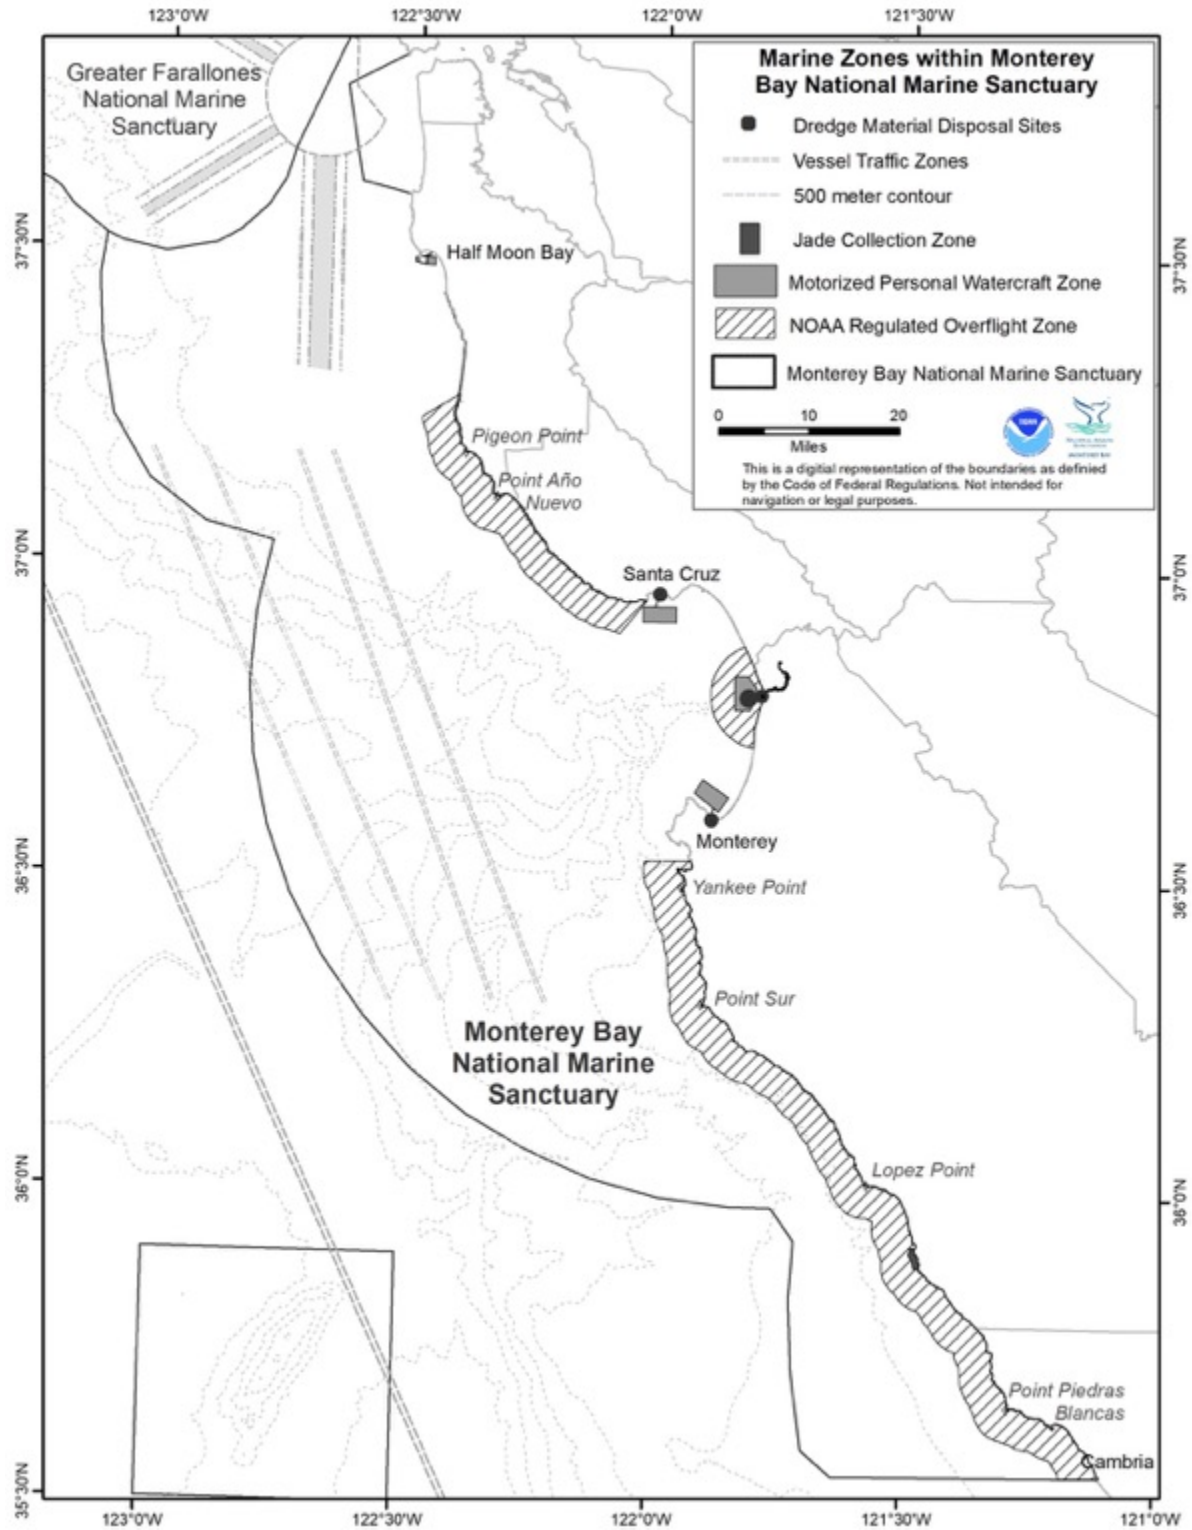 123°0'W
122°30'W
122°0'W
121°30'W
Greater Farallones
National Marine
Sanctuary
Marine Zones within Monterey
Bay National Marine Sanctuary
Dredge Material Disposal Sites
Vessel Traffic Zones
500 meter contour
Jade Collection Zone
Motorized Personal Watercraft Zone
NOAA Regulated Overflight Zone
Monterey Bay National Marine Sanctuary
0 10 20
Miles
This is a digitial representation of the boundaries as definied
by the Code of Federal Regulations. Not intended for
navigation or legal purposes.
37°30'N
37°30'N
Half Moon Bay
Pigeon Point
Point Año
Nuevo
37°0'N
37°0'N
Santa Cruz
Monterey
36°30'N
36°30'N
Yankee Point
Point Sur
Monterey Bay
National Marine
Sanctuary
Lopez Point
36°0'N
36°0'N
Point Piedras
Blancas
Cambria
35°30'N
123°0'W
122°30'W
122°0'W
121°30'W
121°0'W